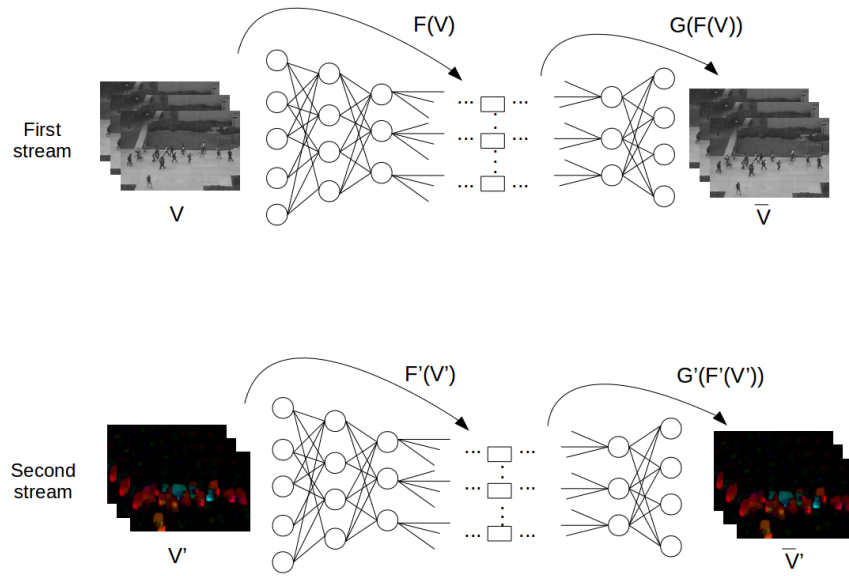 F(V)
G(F(V))
First
stream
... ...
... ...
... ...
V
V̅
F'(V')
G'(F'(V'))
Second
stream
... ...
... ...
... ...
V'
V̅'